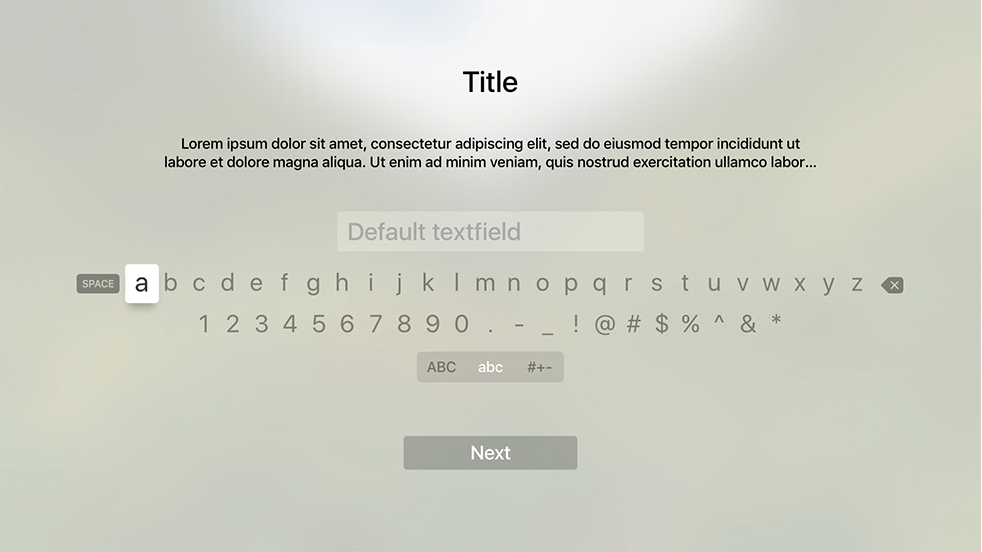 Title
Lorem ipsum dolor sit amet, consectetur adipiscing elit, sed do eiusmod tempor incididunt ut
labore et dolore magna aliqua. Ut enim ad minim veniam, quis nostrud exercitation ullamco labor...
Default textfield
SPACE a b c d e f g h i j k l m n o p q r s t u v w x y z
1 2 3 4 5 6 7 8 9 0 . - _ ! @ # $ % ^ & *
ABC abc #+-
Next